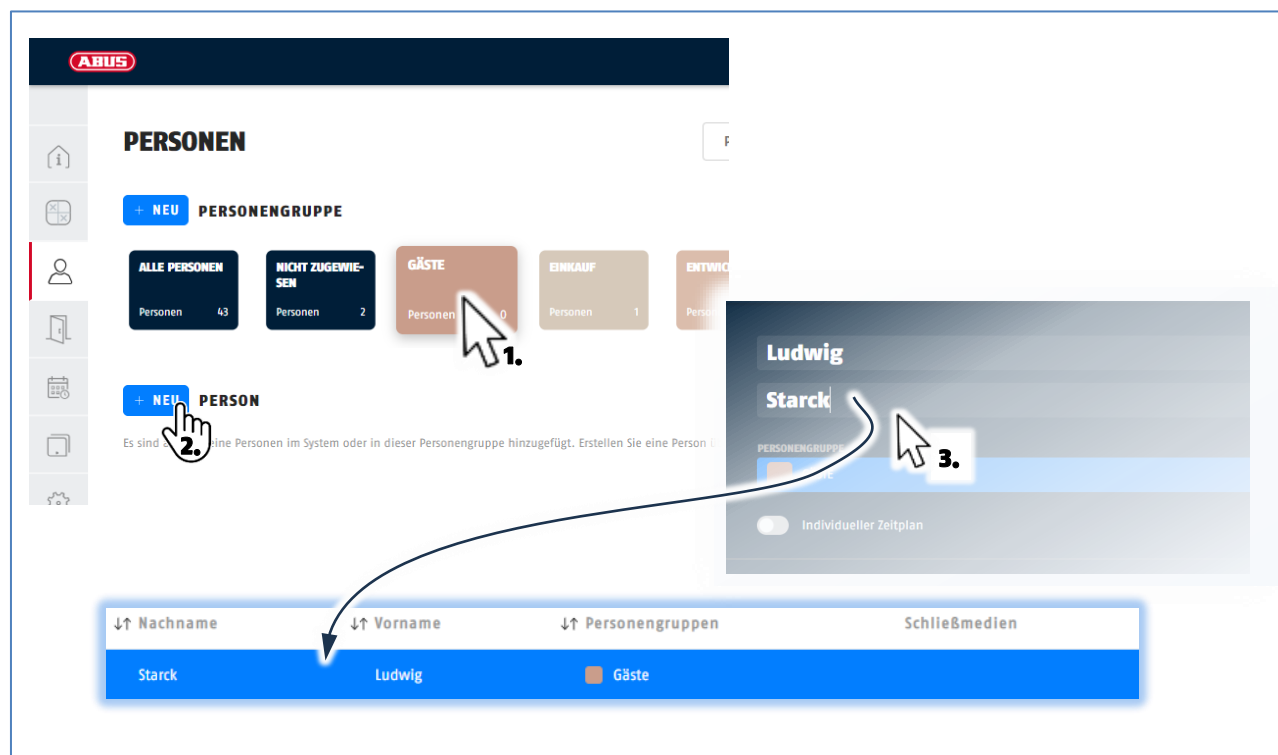 ABUS
PERSONEN
+ NEU PERSONENGRUPPE
ALLE PERSONEN
Personen 43
NICHT ZUGEWIE-
SEN
Personen 2
GÄSTE
Personen 0
EINKAUF
Personen 1
ENTWIC
1.
+ NEU PERSON
2.
Es sind eine Personen im System oder in dieser Personengruppe hinzugefügt. Erstellen Sie eine Person
Ludwig
Starck
PERSONENGRUPPE
3.
Individueller Zeitplan
↓↑ Nachname ↓↑ Vorname ↓↑ Personengruppen Schließmedien
Starck Ludwig Gäste